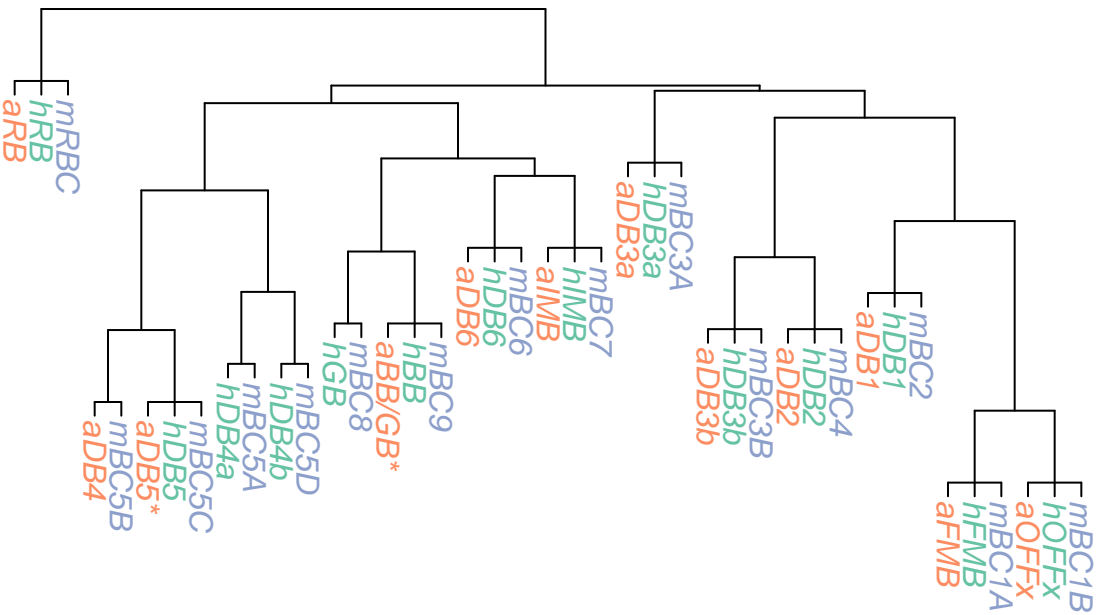 aRB
hRB
mRBC
aDB4
mBC5B
aDB5*
hDB5
mBC5C
hDB4a
mBC5A
hDB4b
mBC5D
hGB
mBC8
aBB/GB*
hBB
mBC9
aDB6
hDB6
mBC6
aIMB
hIMB
mBC7
aDB3a
hDB3a
mBC3A
aDB3b
hDB3b
mBC3B
aDB2
hDB2
mBC4
aDB1
hDB1
mBC2
aFMB
hFMB
mBC1A
aOFFx
hOFFx
mBC1B